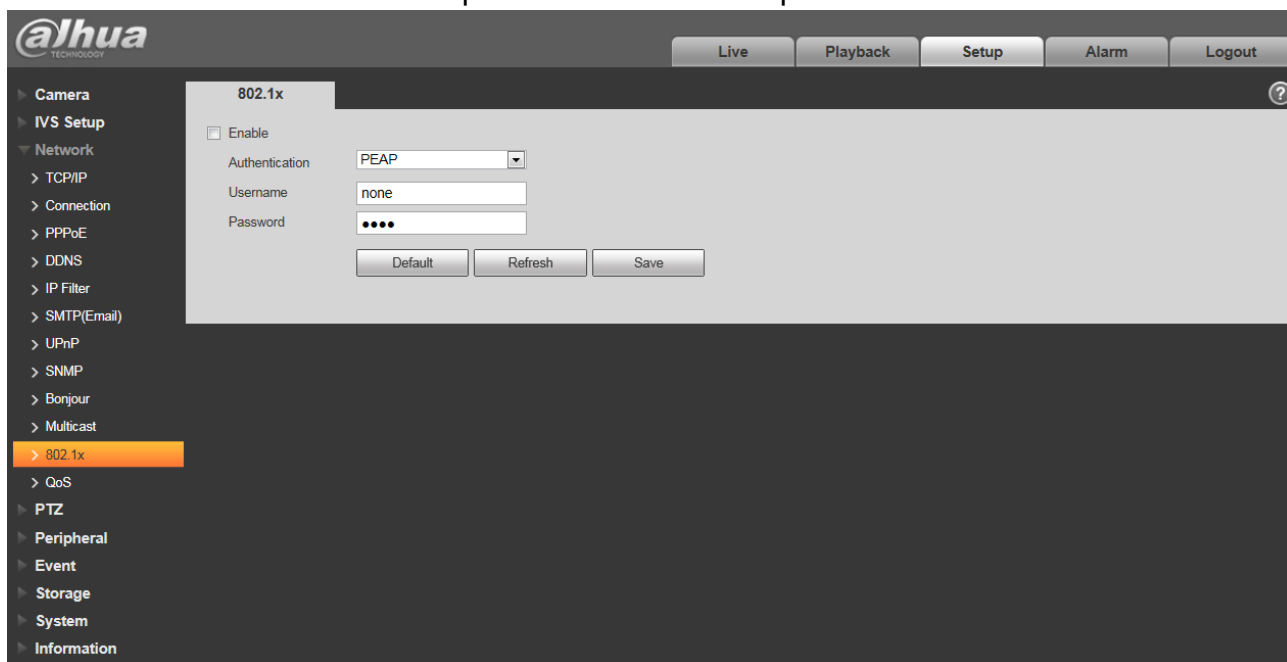 alhua
TECHNOLOGY
Live Playback Setup Alarm Logout
Camera
IVS Setup
Network
> TCP/IP
> Connection
> PPPoE
> DDNS
> IP Filter
> SMTP(Email)
> UPnP
> SNMP
> Bonjour
> Multicast
> 802.1x
> QoS
PTZ
Peripheral
Event
Storage
System
Information
802.1x
?
Enable
Authentication PEAP
Username none
Password ••••
Default Refresh Save